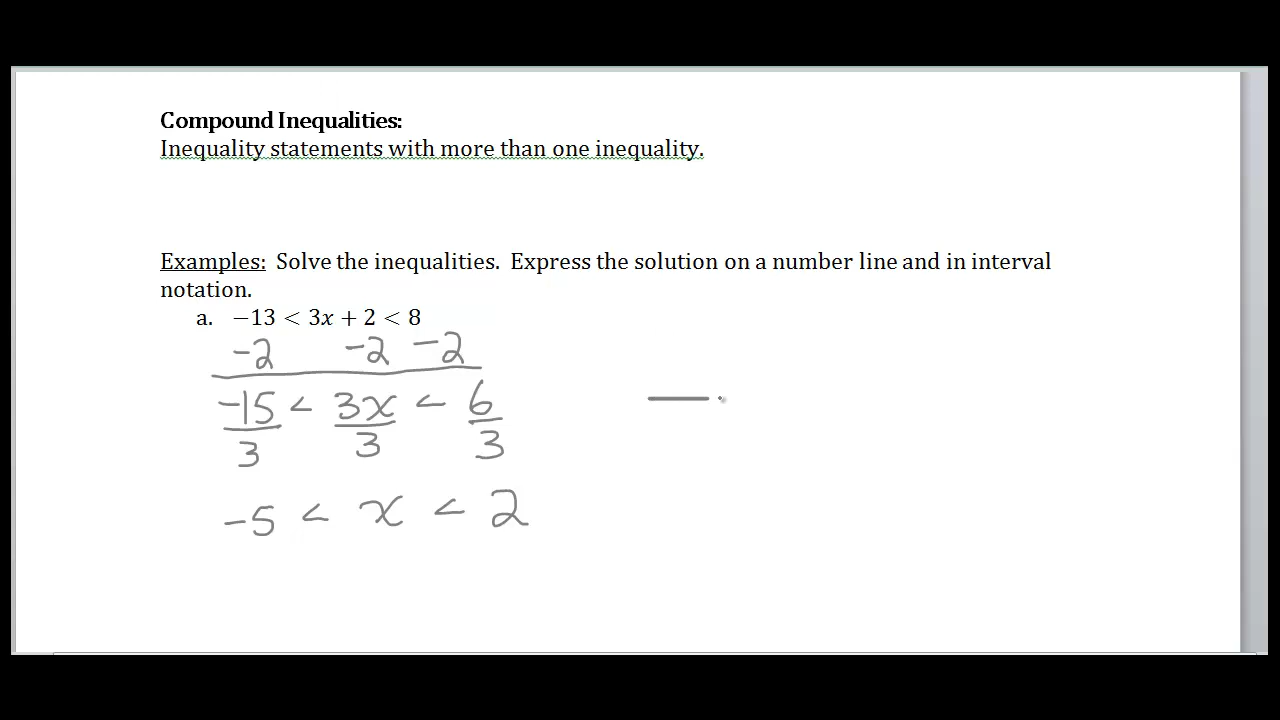 Compound Inequalities:
Inequality statements with more than one inequality.
Examples: Solve the inequalities. Express the solution on a number line and in interval
notation.
a. −13 < 3x + 2 < 8
-2 -2 -2
-15 < 3x < 6
3 3 3
-5 < x < 2